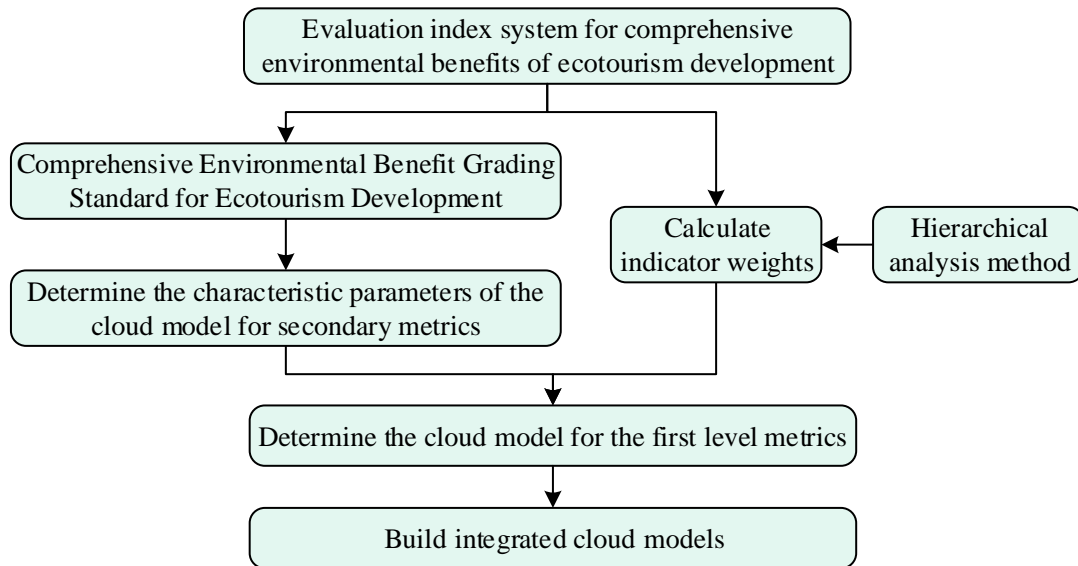 Evaluation index system for comprehensive
environmental benefits of ecotourism development
Comprehensive Environmental Benefit Grading
Standard for Ecotourism Development
Calculate
indicator weights
Hierarchical
analysis method
Determine the characteristic parameters of the
cloud model for secondary metrics
Determine the cloud model for the first level metrics
Build integrated cloud models